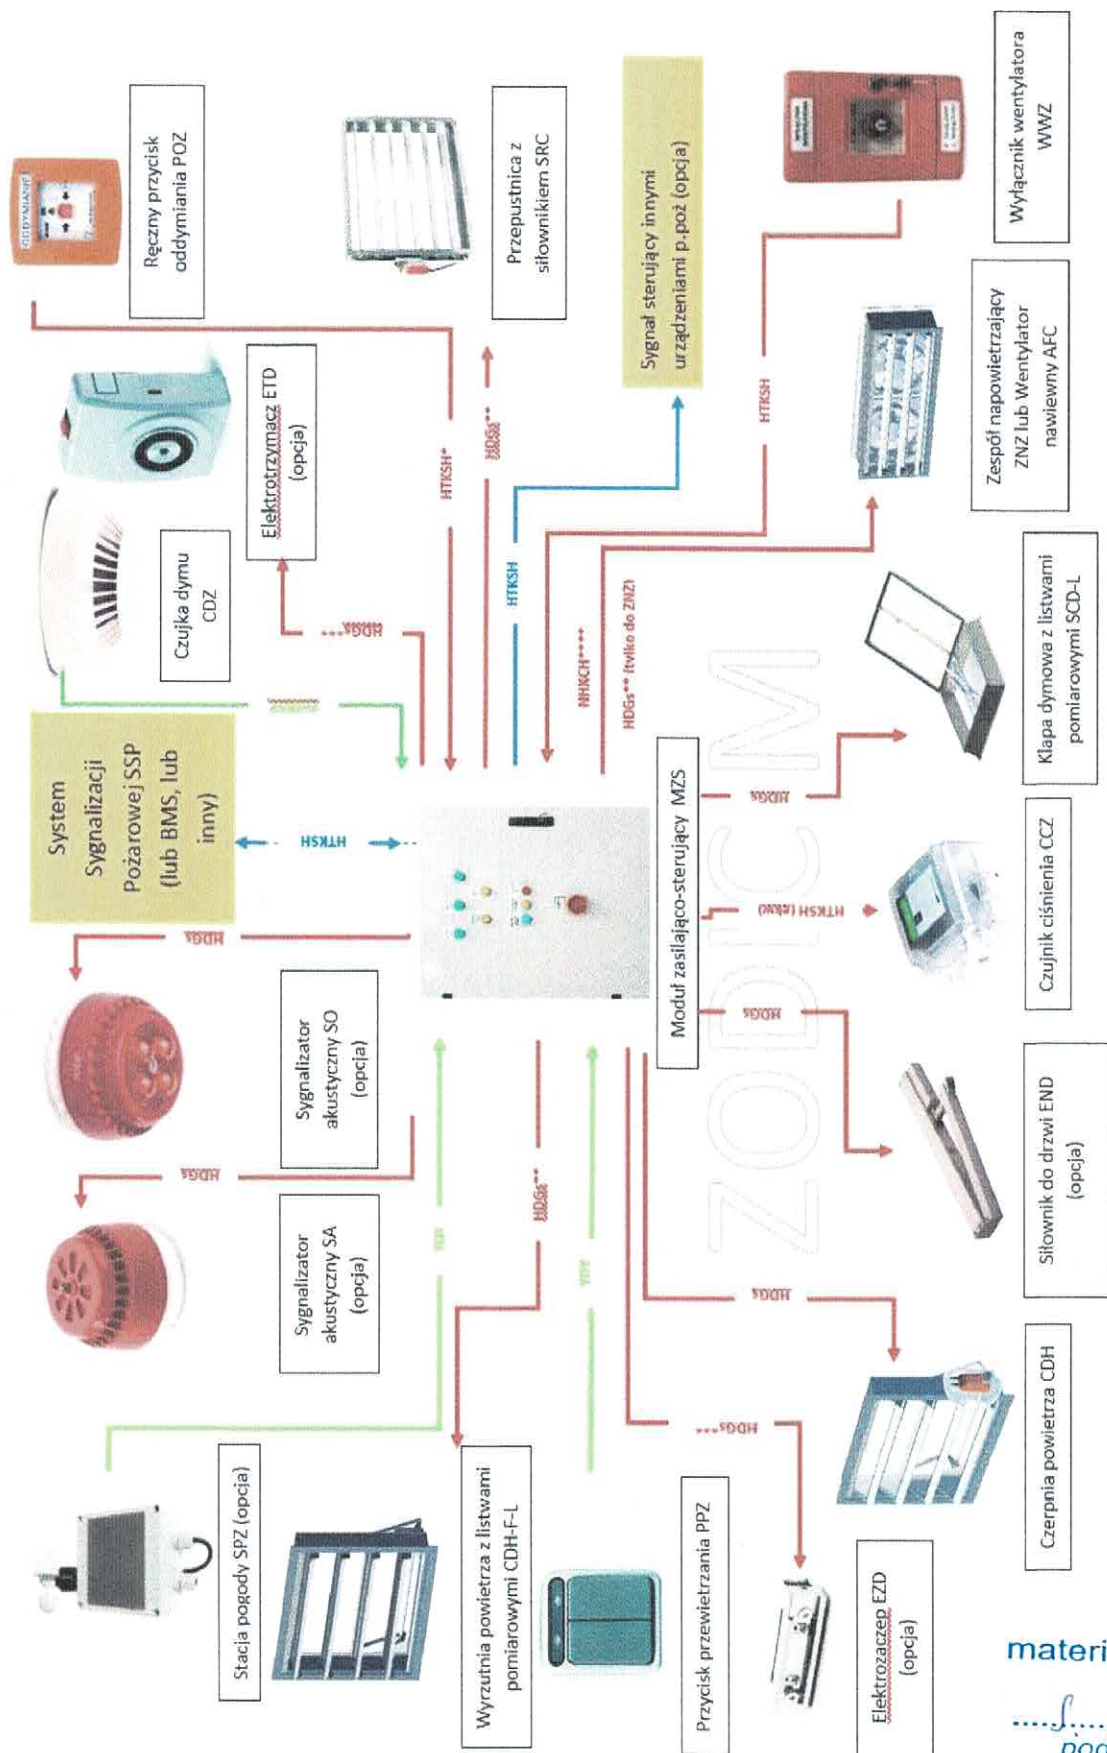 Stacja pogody SPZ (opcja)
Wyrzutnia powietrza z listwami
pomiarowymi CDH-F-L
Przycisk przewietrzania PPZ
Elektrozaczep EZD
(opcja)
Czerpnia powietrza CDH
Sygnalizator
akustyczny SA
(opcja)
Sygnalizator
akustyczny SO
(opcja)
System
Sygnalizacji
Pożarowej SSP
(lub BMS, lub
inny)
Czujka dymu
CDZ
Elektrotrzymacz ETD
(opcja)
ODDYMIANIE
Ręczny przycisk
oddymiania POZ
Przepustnica z
siłownikiem SRC
Sygnał sterujący innymi
urządzeniami p.poż (opcja)
Wyłącznik wentylatora
WWZ
Zespół napowietrzający
ZNZ lub Wentylator
nawiewny AFC
Klapa dymowa z listwami
pomiarowymi SCD-L
Czujnik ciśnienia CCZ
Siłownik do drzwi END
(opcja)
Moduł zasilająco-sterujący MZS
ZODIC M
HDGs
HDGs
HTKSH
HDGs***
HTKSH*
HDGs**
HTKSH
HTKSH
NHXCH****
HDGs** (tylko do ZNZ)
HDGs
HTKSH (ekw)
HDGs
HDGs
HDGs***
HDGs**
materi